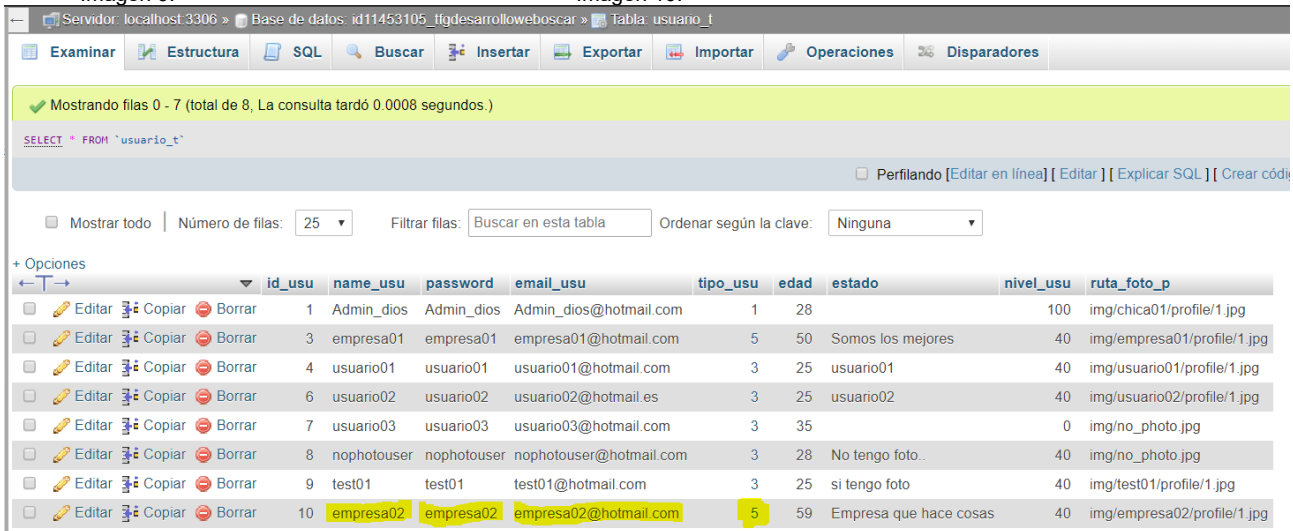 Imagen 9. Imagen 10.
← Servidor: localhost:3306 » Base de datos: id11453105_tfgdesarrolloweboscar » Tabla: usuario_t
Examinar Estructura SQL Buscar Insertar Exportar Importar Operaciones Disparadores
Mostrando filas 0 - 7 (total de 8, La consulta tardó 0.0008 segundos.)
SELECT * FROM `usuario_t`
Perfilando [Editar en línea] [ Editar ] [ Explicar SQL ] [ Crear códi
Mostrar todo | Número de filas: 25 Filtrar filas: Buscar en esta tabla Ordenar según la clave: Ninguna
+ Opciones
←T→ id_usu name_usu password email_usu tipo_usu edad estado nivel_usu ruta_foto_p
Editar Copiar Borrar 1 Admin_dios Admin_dios Admin_dios@hotmail.com 1 28 100 img/chica01/profile/1.jpg
Editar Copiar Borrar 3 empresa01 empresa01 empresa01@hotmail.com 5 50 Somos los mejores 40 img/empresa01/profile/1.jpg
Editar Copiar Borrar 4 usuario01 usuario01 usuario01@hotmail.com 3 25 usuario01 40 img/usuario01/profile/1.jpg
Editar Copiar Borrar 6 usuario02 usuario02 usuario02@hotmail.es 3 25 usuario02 40 img/usuario02/profile/1.jpg
Editar Copiar Borrar 7 usuario03 usuario03 usuario03@hotmail.com 3 35 0 img/no_photo.jpg
Editar Copiar Borrar 8 nophotouser nophotouser nophotouser@hotmail.com 3 28 No tengo foto.. 40 img/no_photo.jpg
Editar Copiar Borrar 9 test01 test01 test01@hotmail.com 3 25 si tengo foto 40 img/test01/profile/1.jpg
Editar Copiar Borrar 10 empresa02 empresa02 empresa02@hotmail.com 5 59 Empresa que hace cosas 40 img/empresa02/profile/1.jpg